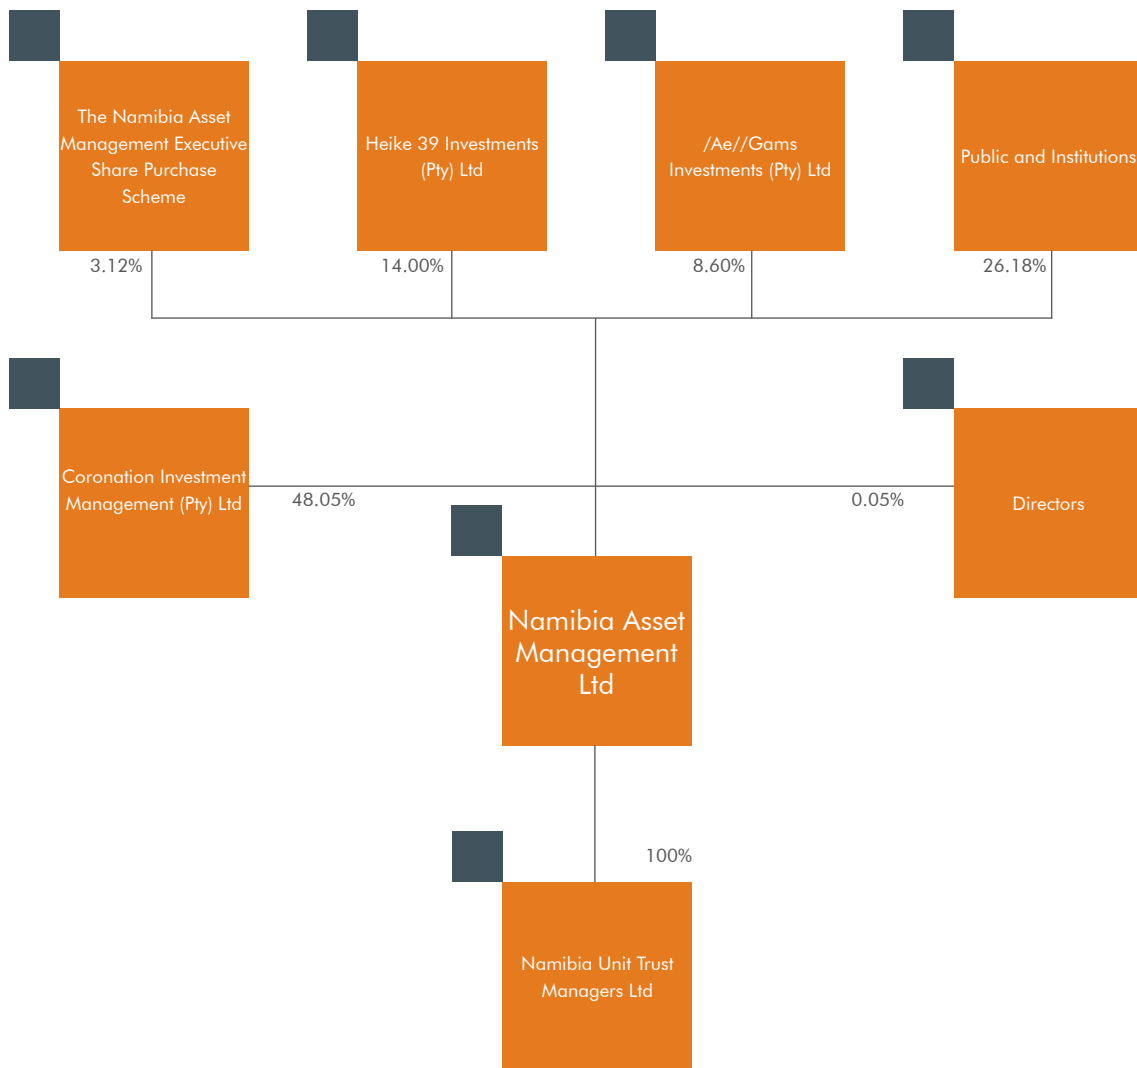 The Namibia Asset
Management Executive
Share Purchase
Scheme
Heike 39 Investments
(Pty) Ltd
/Ae//Gams
Investments (Pty) Ltd
Public and Institutions
3.12%
14.00%
8.60%
26.18%
Coronation Investment
Management (Pty) Ltd
48.05%
0.05%
Directors
Namibia Asset
Management
Ltd
100%
Namibia Unit Trust
Managers Ltd